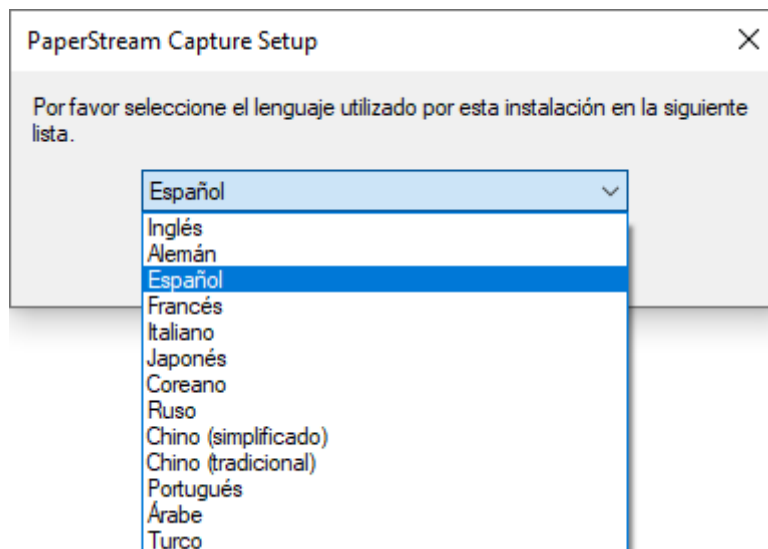 PaperStream Capture Setup
Por favor seleccione el lenguaje utilizado por esta instalación en la siguiente
lista.
Español
Inglés
Alemán
Español
Francés
Italiano
Japonés
Coreano
Ruso
Chino (simplificado)
Chino (tradicional)
Portugués
Árabe
Turco